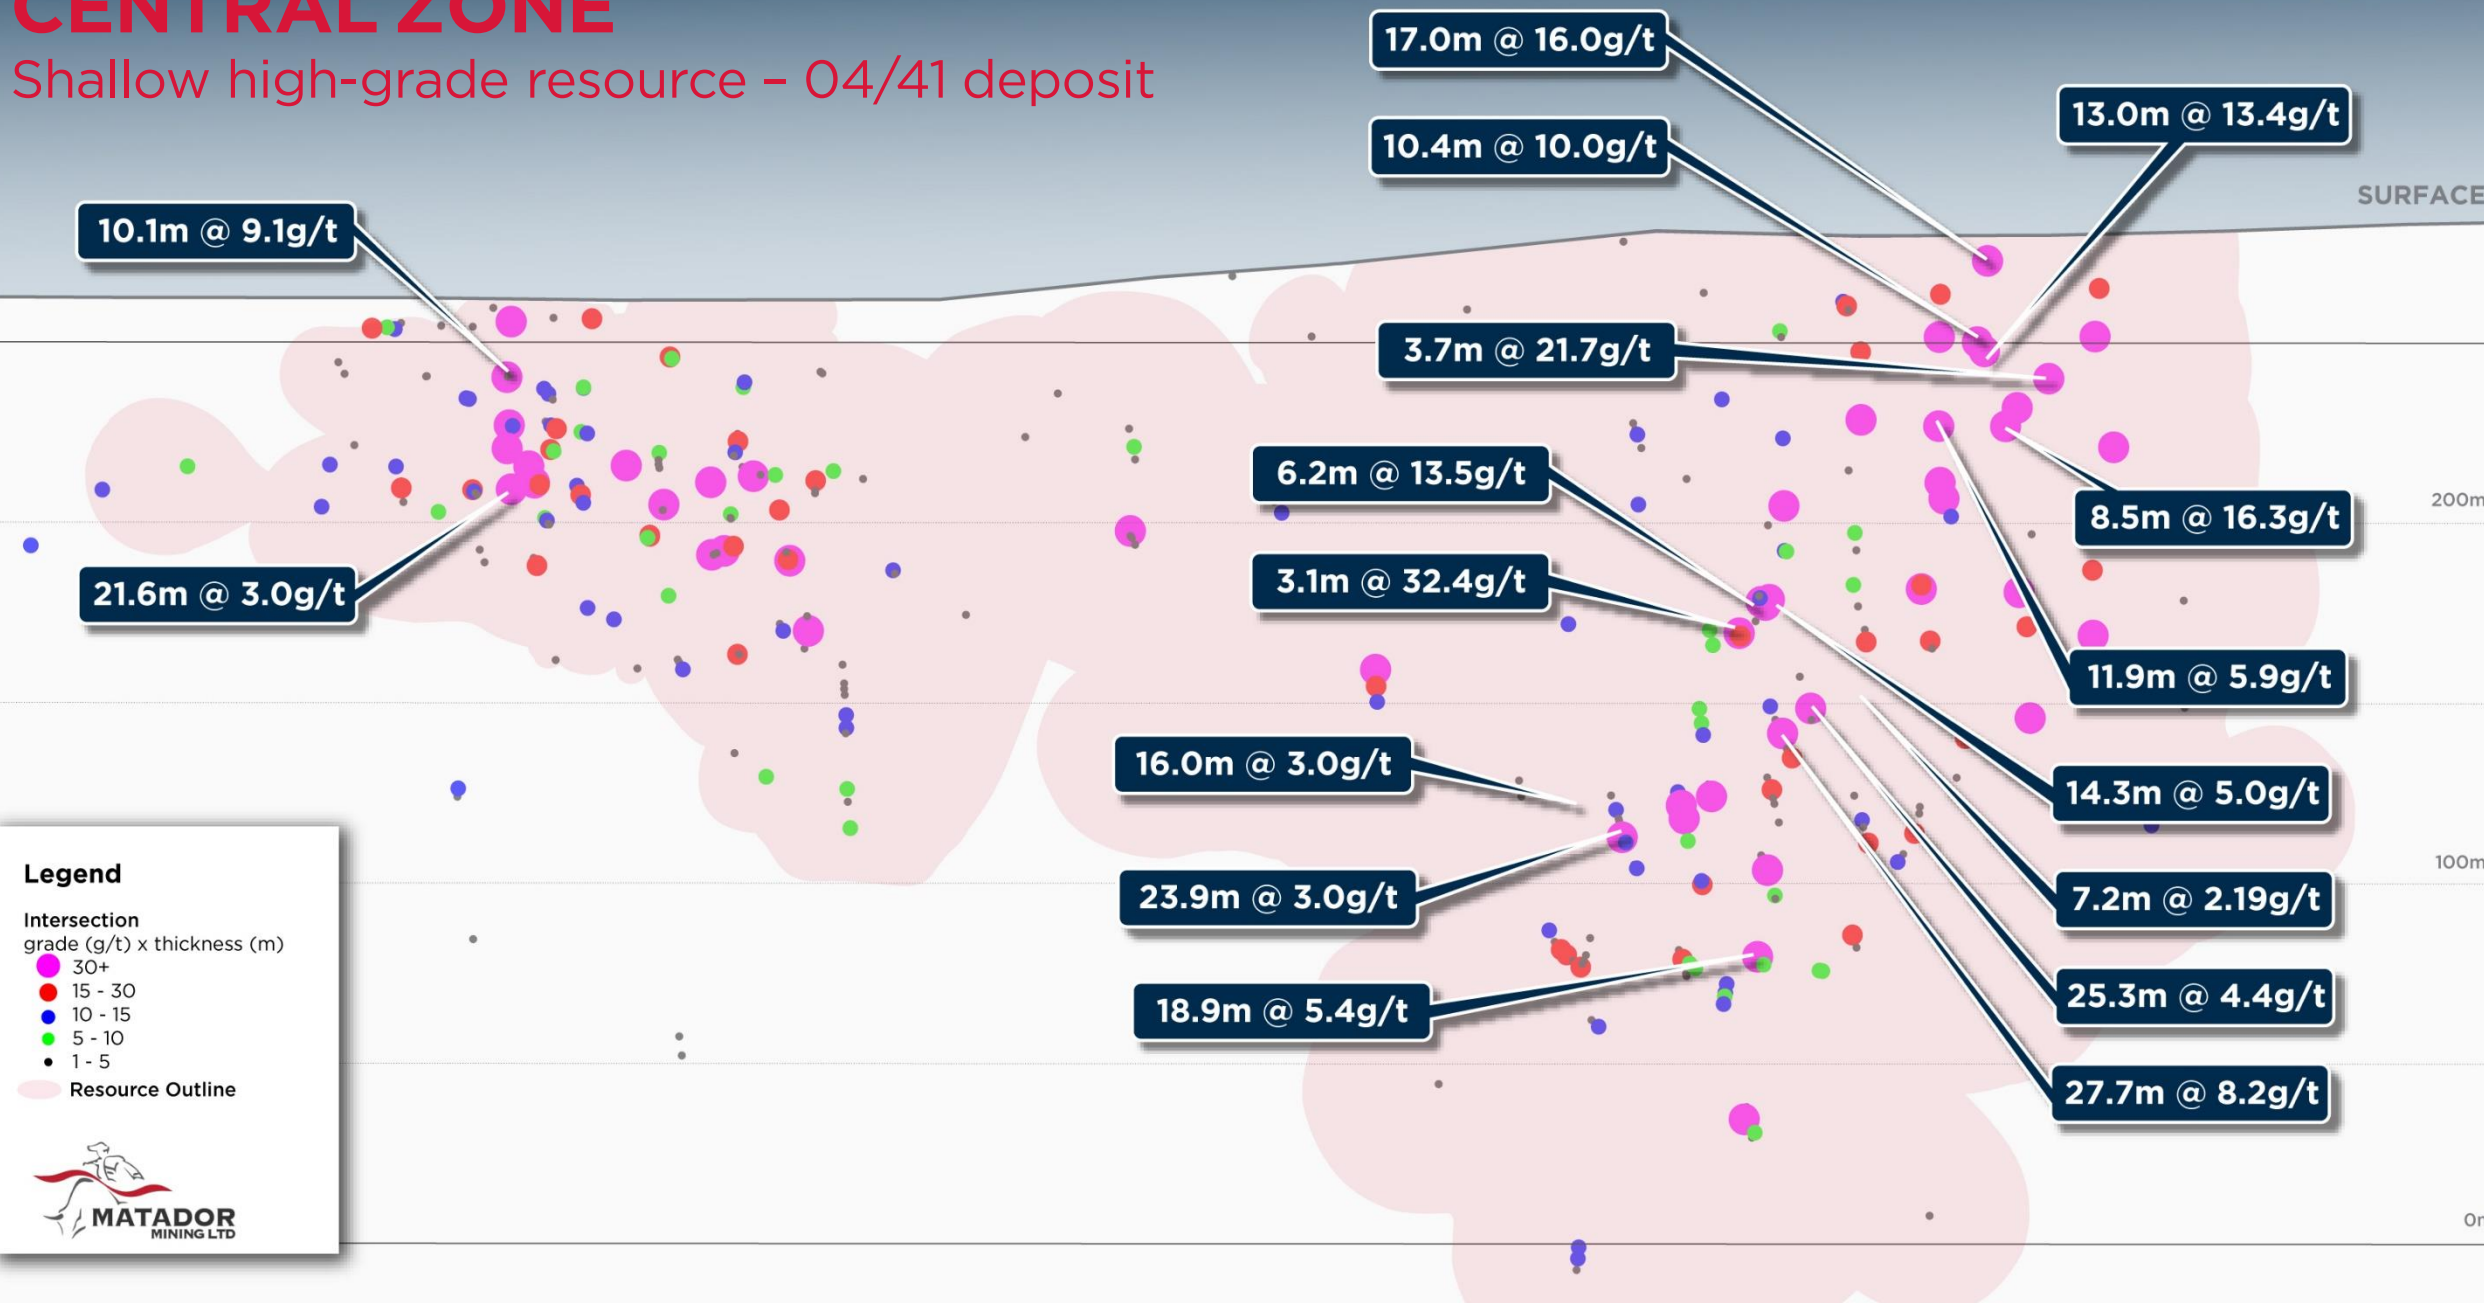 CENTRAL ZONE
Shallow high-grade resource – 04/41 deposit
17.0m @ 16.0g/t
13.0m @ 13.4g/t
10.4m @ 10.0g/t
SURFACE
10.1m @ 9.1g/t
3.7m @ 21.7g/t
6.2m @ 13.5g/t
200m
8.5m @ 16.3g/t
3.1m @ 32.4g/t
21.6m @ 3.0g/t
11.9m @ 5.9g/t
16.0m @ 3.0g/t
14.3m @ 5.0g/t
100m
23.9m @ 3.0g/t
7.2m @ 2.19g/t
18.9m @ 5.4g/t
25.3m @ 4.4g/t
27.7m @ 8.2g/t
0m
Legend
Intersection
grade (g/t) x thickness (m)
30+
15 - 30
10 - 15
5 - 10
1 - 5
Resource Outline
MATADOR
MINING LTD